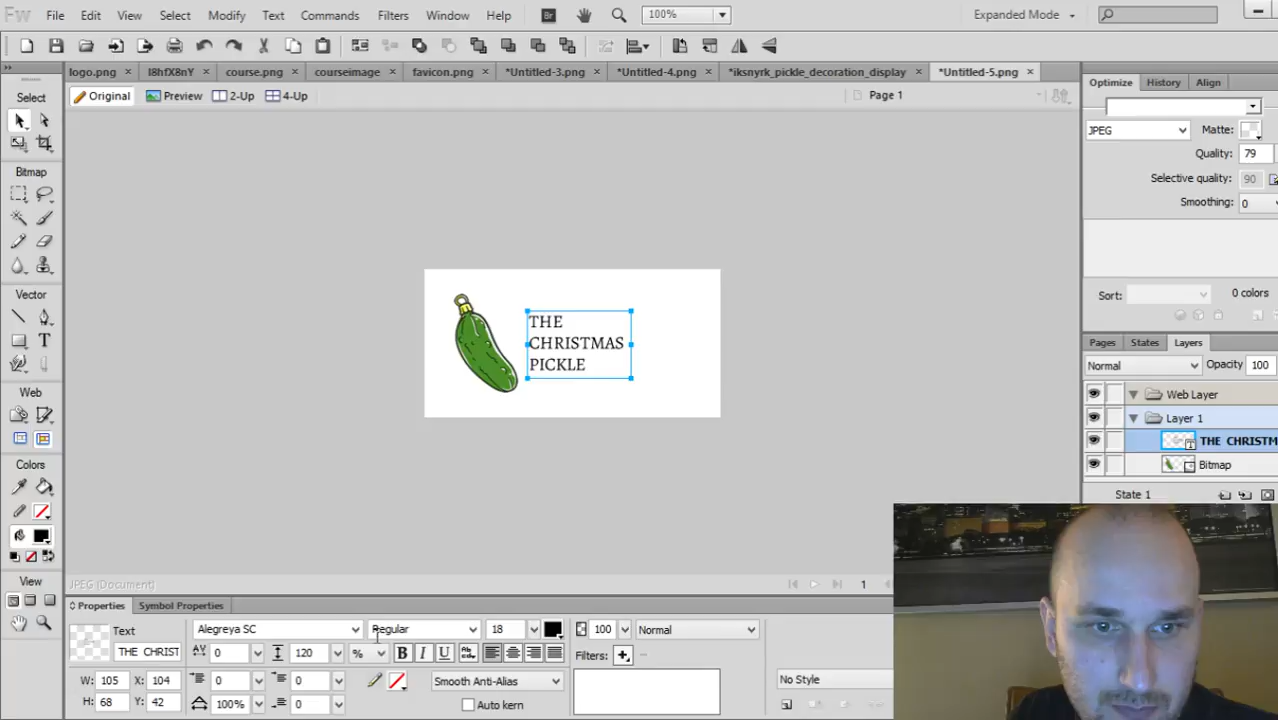 Fw File Edit View Select Modify Text Commands Filters Window Help Br 100% Expanded Mode
logo.png × I8hfX8nY × course.png × courseimage × favicon.png × *Untitled-3.png × *Untitled-4.png × *iksnyrk_pickle_decoration_display × *Untitled-5.png ×
Original Preview 2-Up 4-Up Page 1
Select
Bitmap
Vector
Web
Colors
View
THE
CHRISTMAS
PICKLE
Optimize History Align
JPEG Matte:
Quality: 79
Selective quality: 90
Smoothing: 0
Sort: 0 colors
Pages States Layers
Normal Opacity 100
Web Layer
Layer 1
THE CHRISTM
Bitmap
State 1
JPEG (Document) 1
Properties Symbol Properties
Text Alegreya SC Regular 18 100 Normal
THE CHRIST AV 0 120 % B I U Filters:
W: 105 X: 104 0 0 Smooth Anti-Alias No Style
H: 68 Y: 42 100% 0 Auto kern